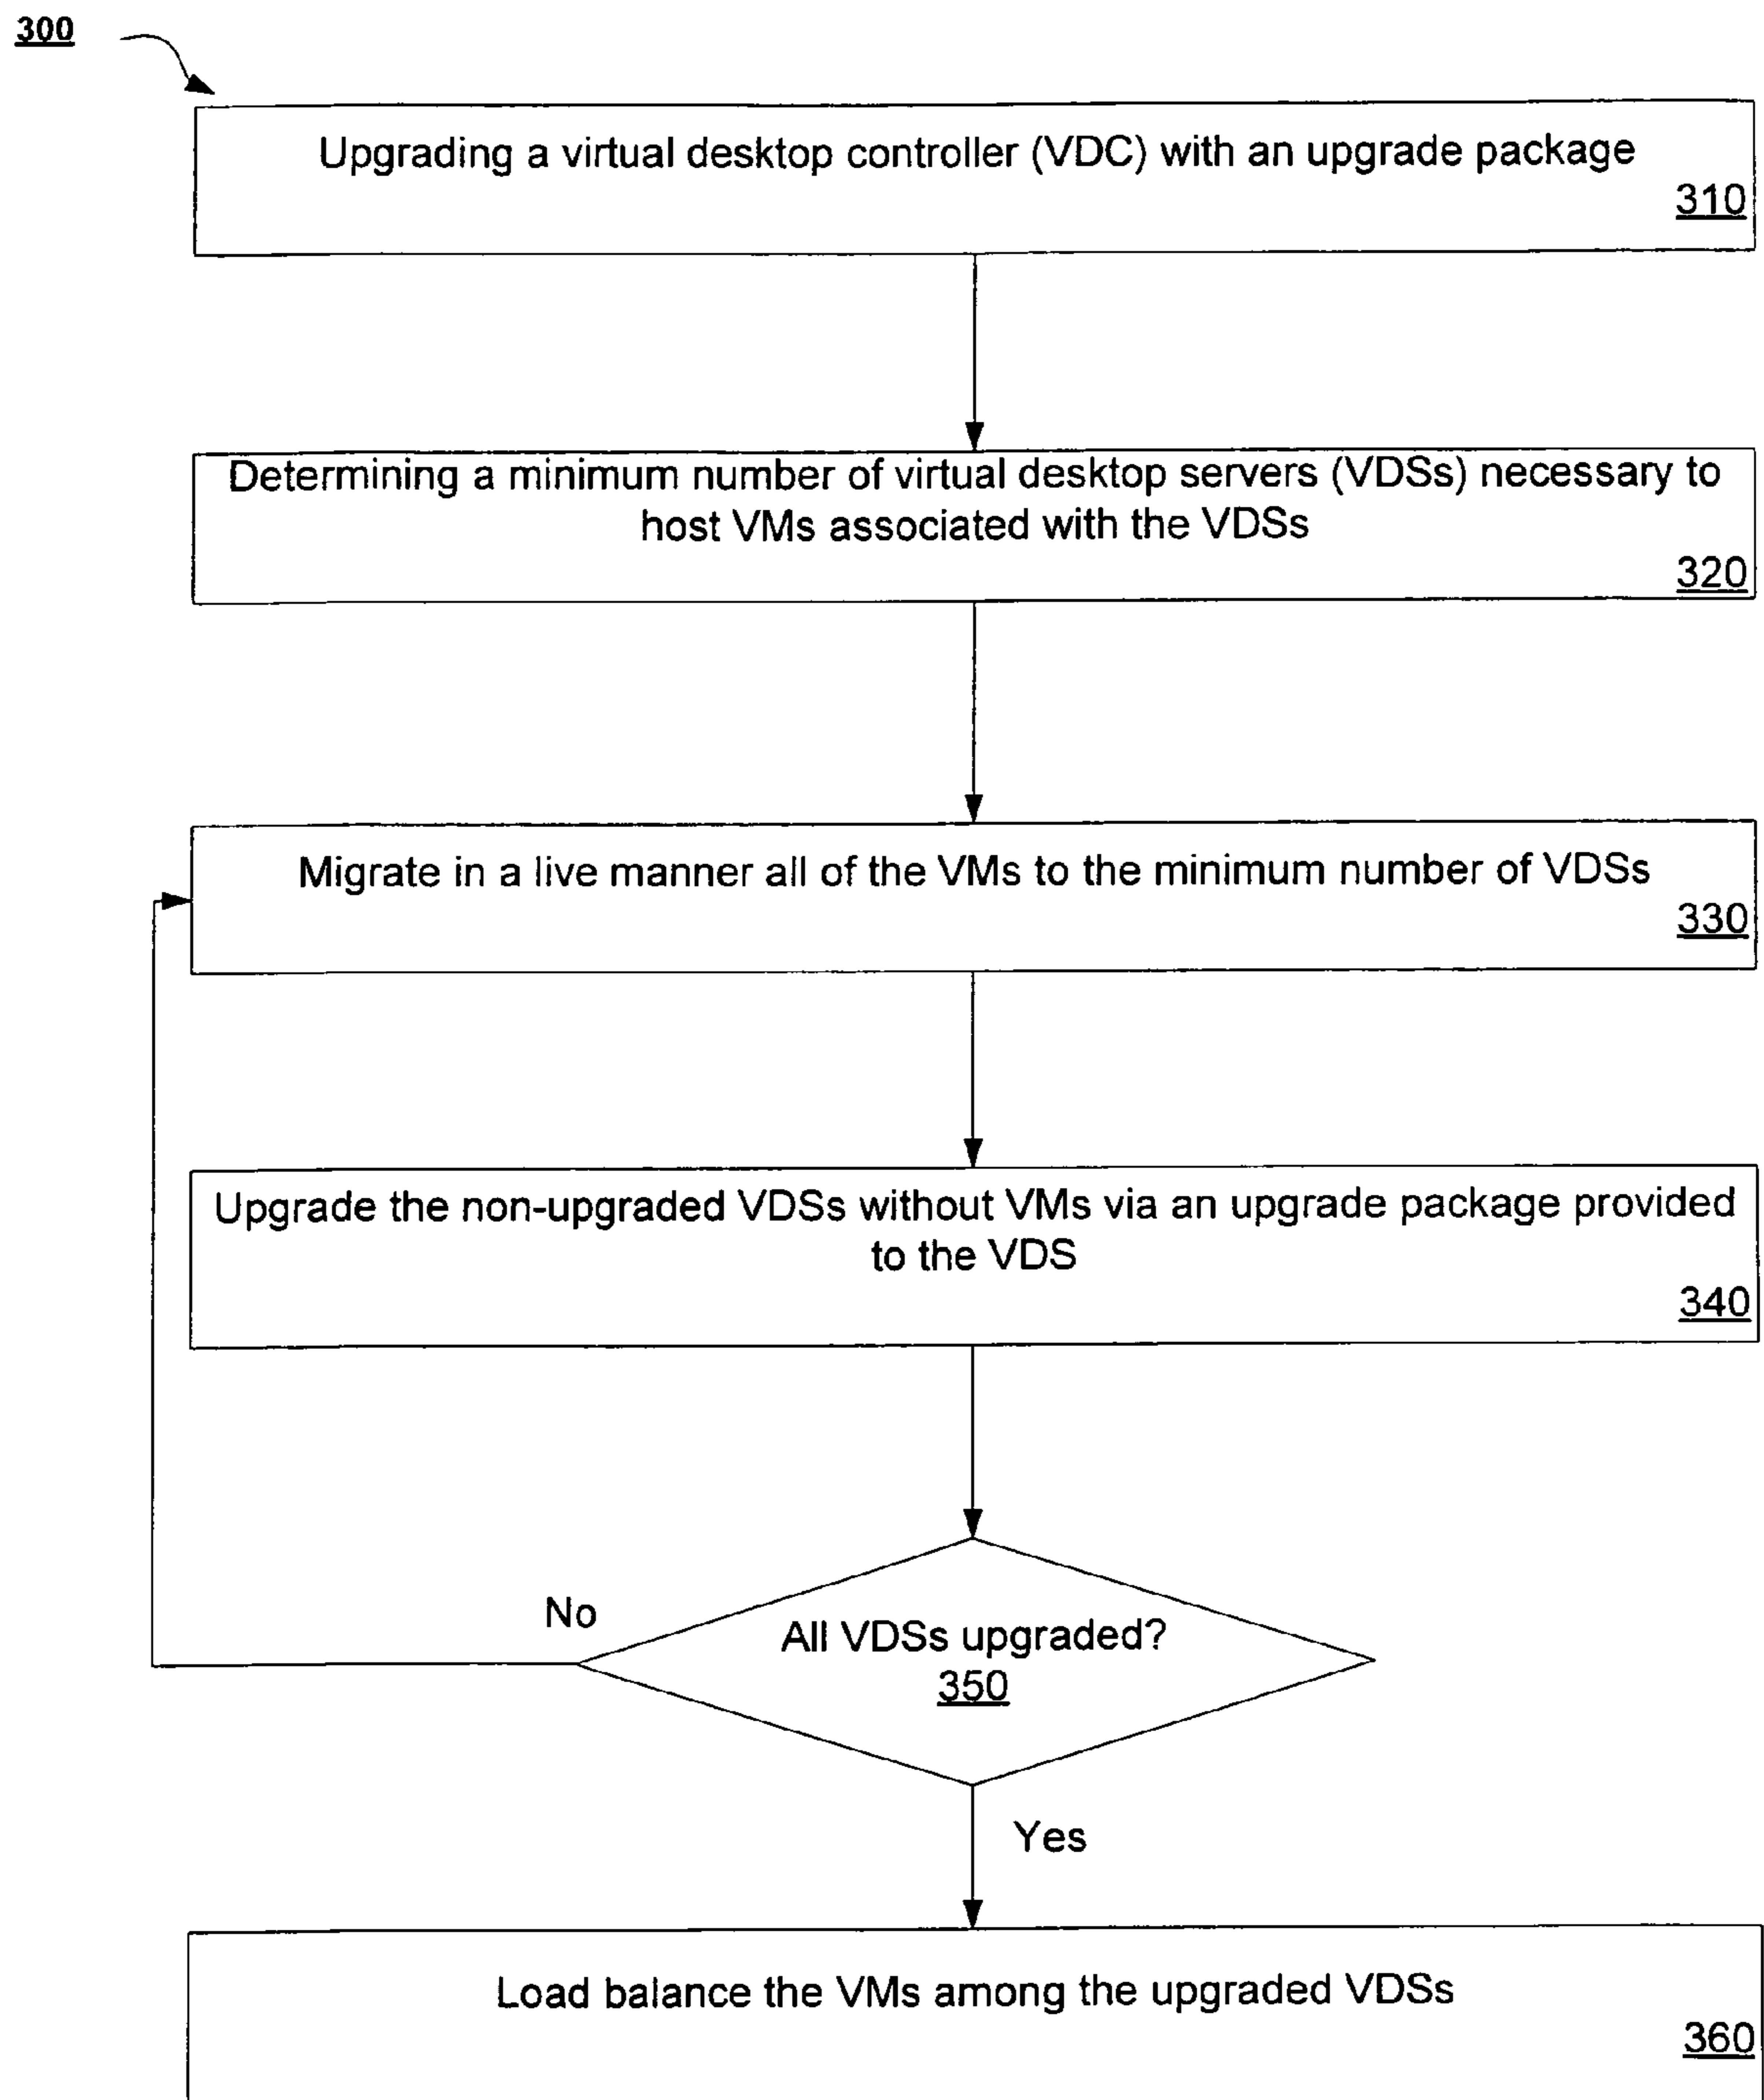 300
Upgrading a virtual desktop controller (VDC) with an upgrade package
310
Determining a minimum number of virtual desktop servers (VDSs) necessary to
host VMs associated with the VDSs
320
Migrate in a live manner all of the VMs to the minimum number of VDSs
330
Upgrade the non-upgraded VDSs without VMs via an upgrade package provided
to the VDS
340
No
All VDSs upgraded?
350
Yes
Load balance the VMs among the upgraded VDSs
360